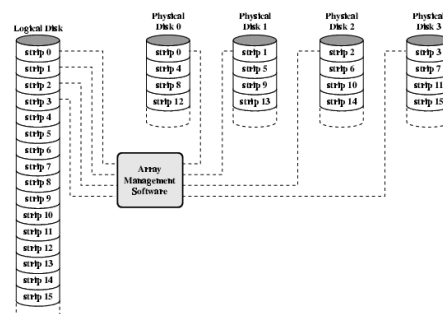 Logical Disk
strip 0
strip 1
strip 2
strip 3
strip 4
strip 5
strip 6
strip 7
strip 8
strip 9
strip 10
strip 11
strip 12
strip 13
strip 14
strip 15
Physical
Disk 0
strip 0
strip 4
strip 8
strip 12
Physical
Disk 1
strip 1
strip 5
strip 9
strip 13
Physical
Disk 2
strip 2
strip 6
strip 10
strip 14
Physical
Disk 3
strip 3
strip 7
strip 11
strip 15
Array
Management
Software